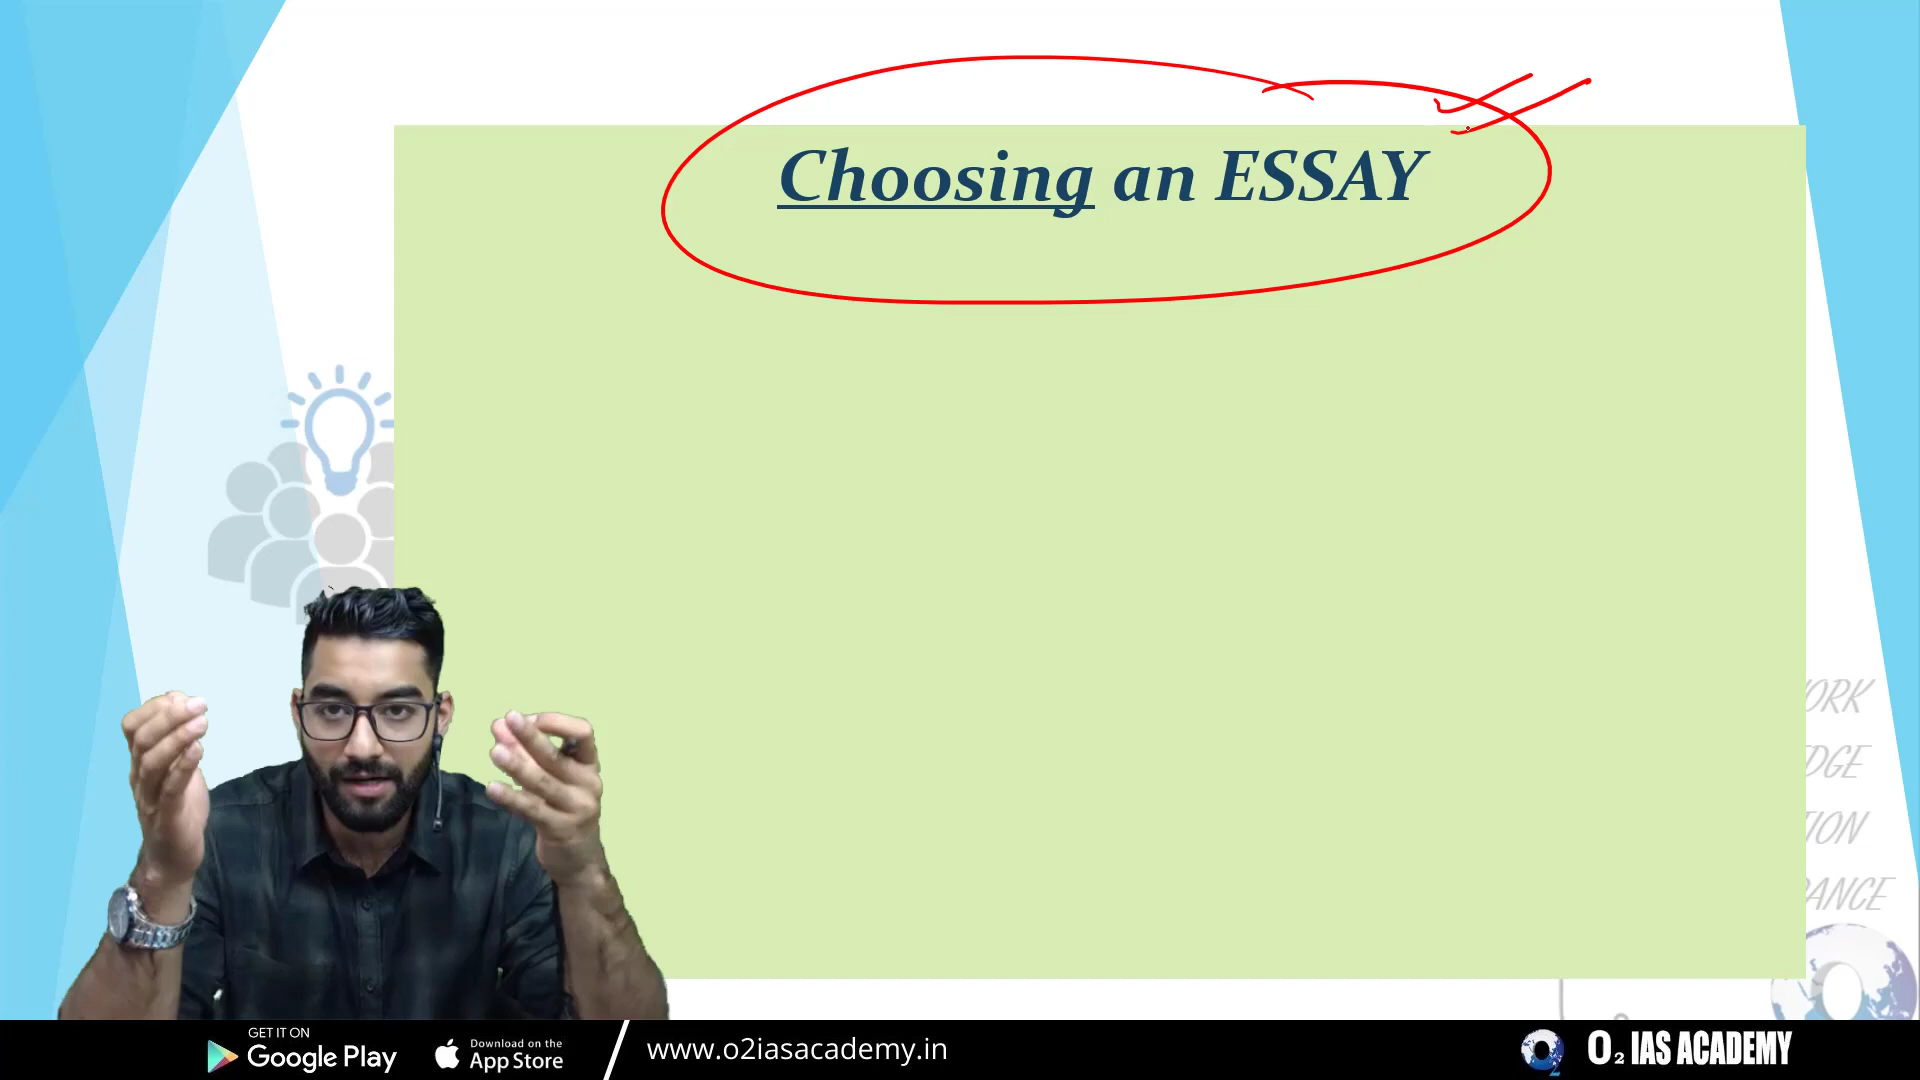 Choosing an ESSAY
GET IT ON
Google Play
Download on the
App Store
www.o2iasacademy.in
O2 IAS ACADEMY